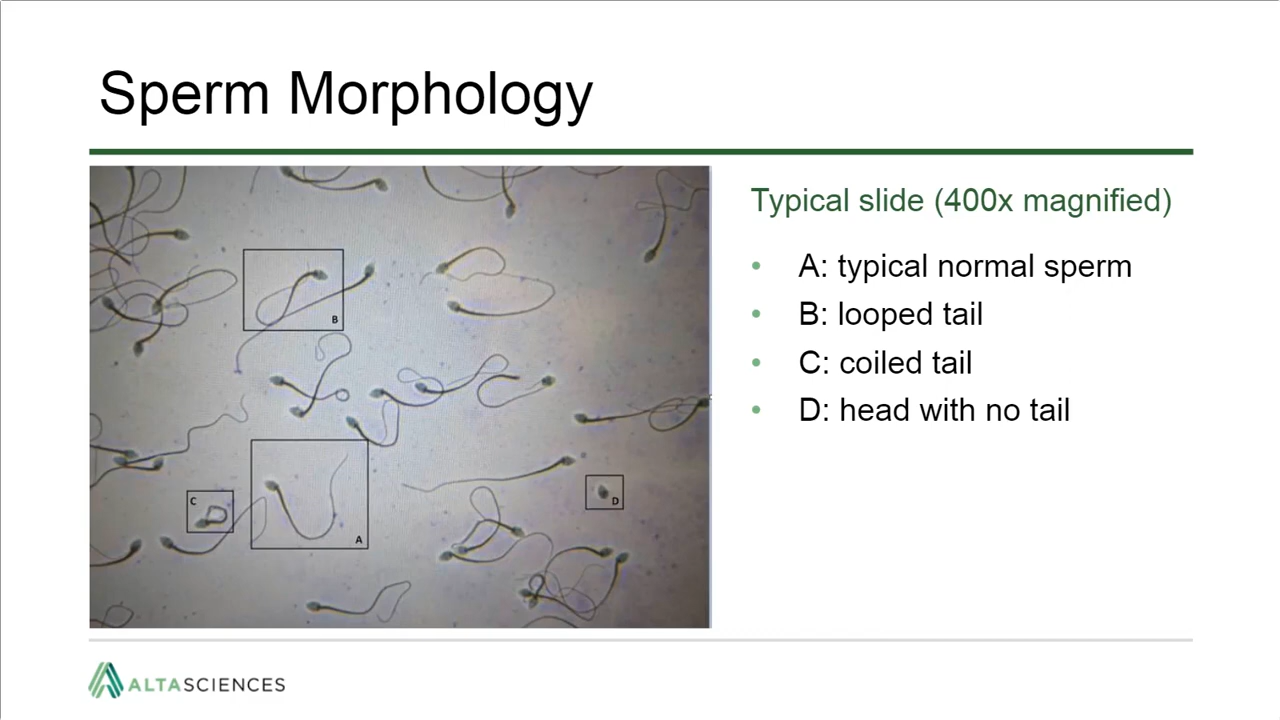 Sperm Morphology
Typical slide (400x magnified)
• A: typical normal sperm
• B: looped tail
• C: coiled tail
• D: head with no tail
B
C
A
D
ALTASCIENCES